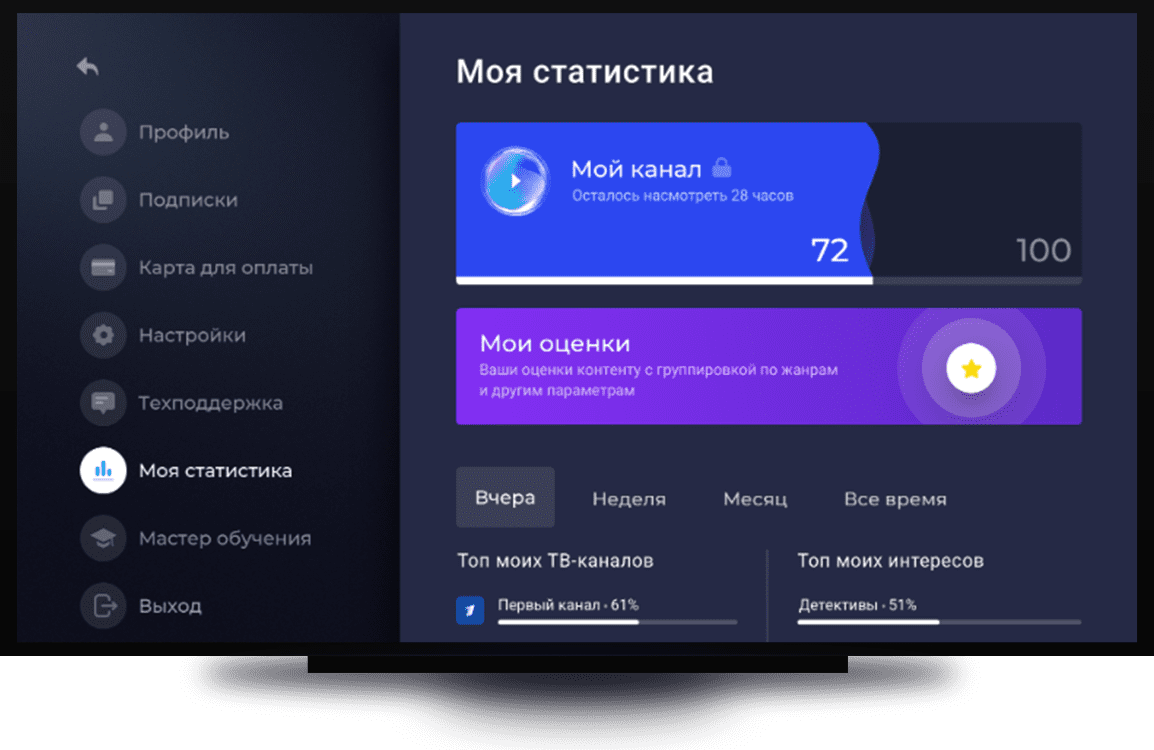 Профиль
Подписки
Карта для оплаты
Настройки
Техподдержка
Моя статистика
Мастер обучения
Выход
Моя статистика
Мой канал
Осталось насмотреть 28 часов
72
100
Мои оценки
Ваши оценки контенту с группировкой по жанрам
и другим параметрам
Вчера Неделя Месяц Все время
Топ моих ТВ-каналов
Первый канал • 61%
Топ моих интересов
Детективы • 51%